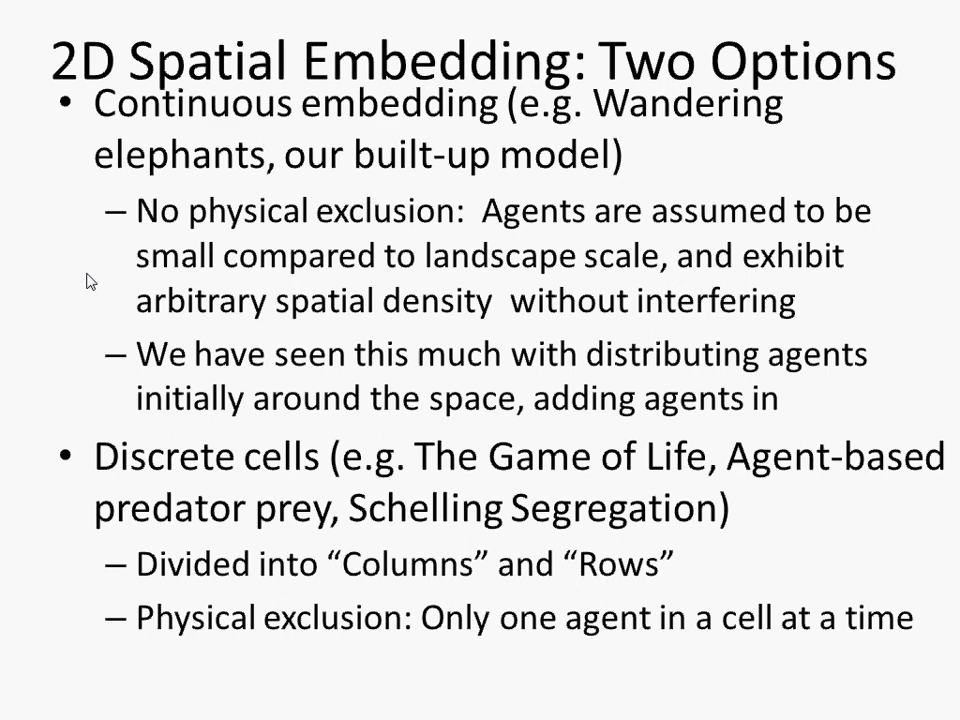 2D Spatial Embedding: Two Options
• Continuous embedding (e.g. Wandering
elephants, our built-up model)
– No physical exclusion:  Agents are assumed to be
small compared to landscape scale, and exhibit
arbitrary spatial density  without interfering
– We have seen this much with distributing agents
initially around the space, adding agents in
• Discrete cells (e.g. The Game of Life, Agent-based
predator prey, Schelling Segregation)
– Divided into “Columns” and “Rows”
– Physical exclusion: Only one agent in a cell at a time